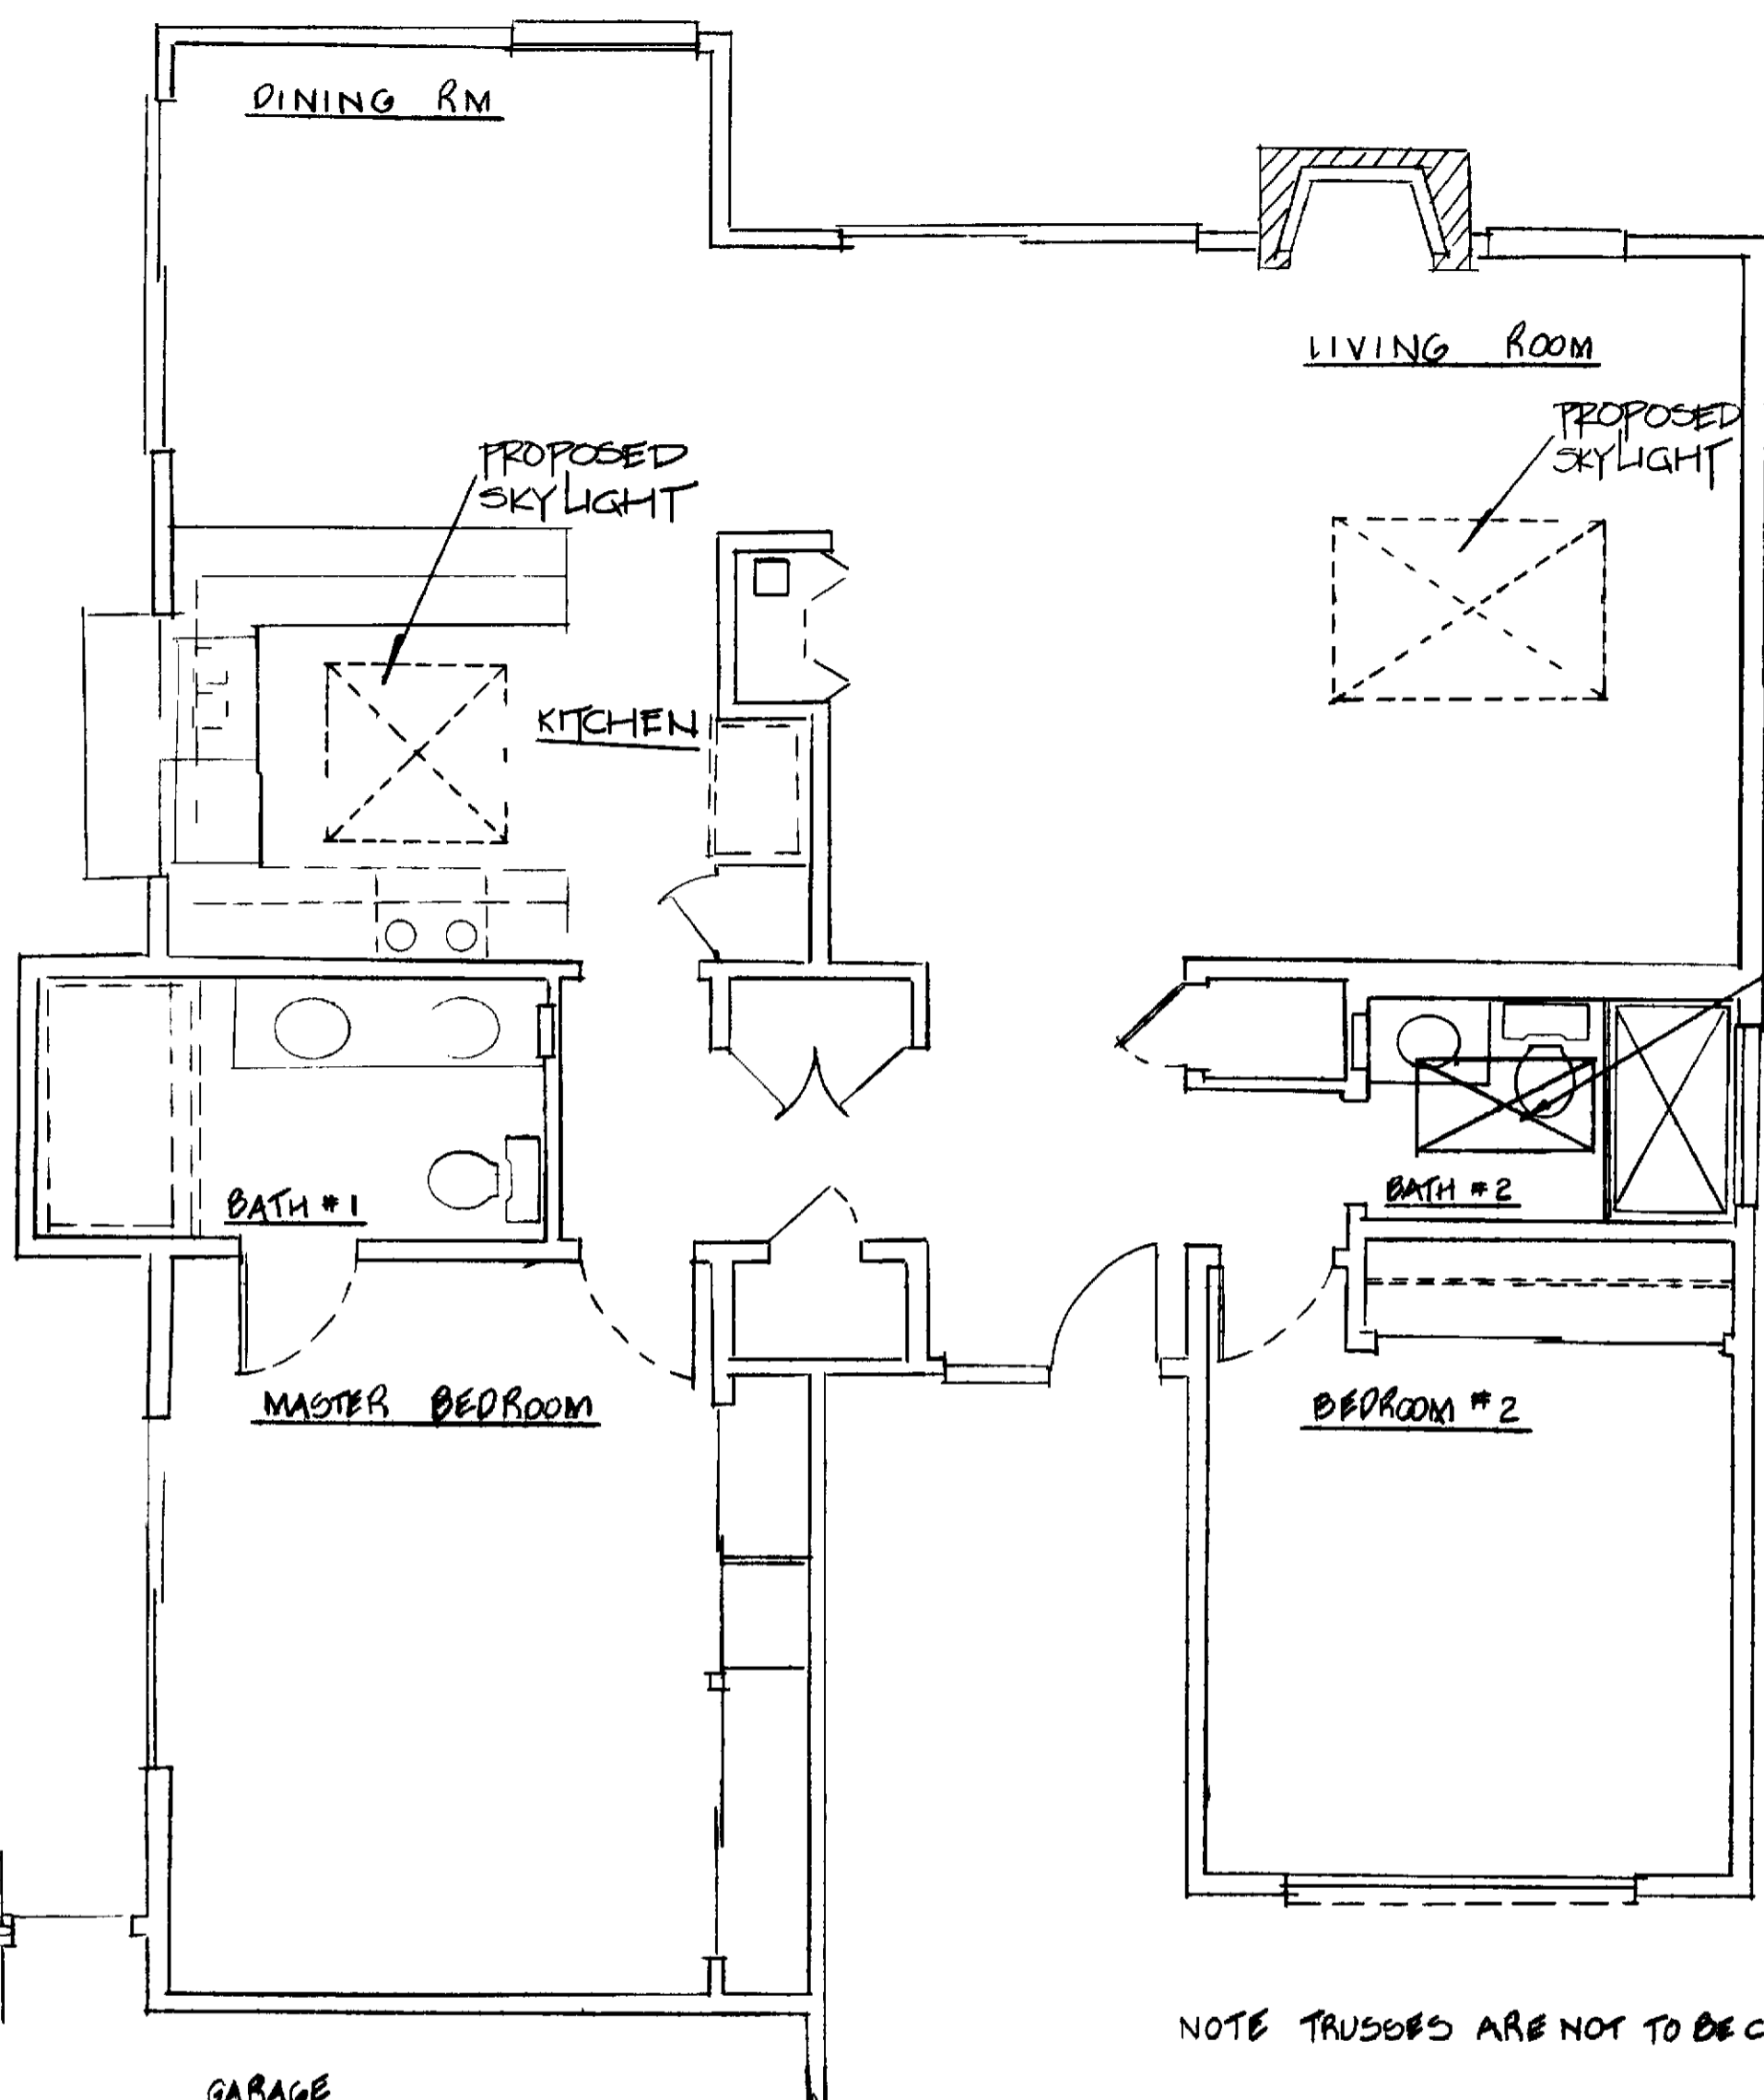 DINING RM
LIVING ROOM
PROPOSED
SKYLIGHT
PROPOSED
SKYLIGHT
KITCHEN
BATH #1
BATH #2
MASTER BEDROOM
BEDROOM #2
NOTE TRUSSES ARE NOT TO BE C
GARAGE